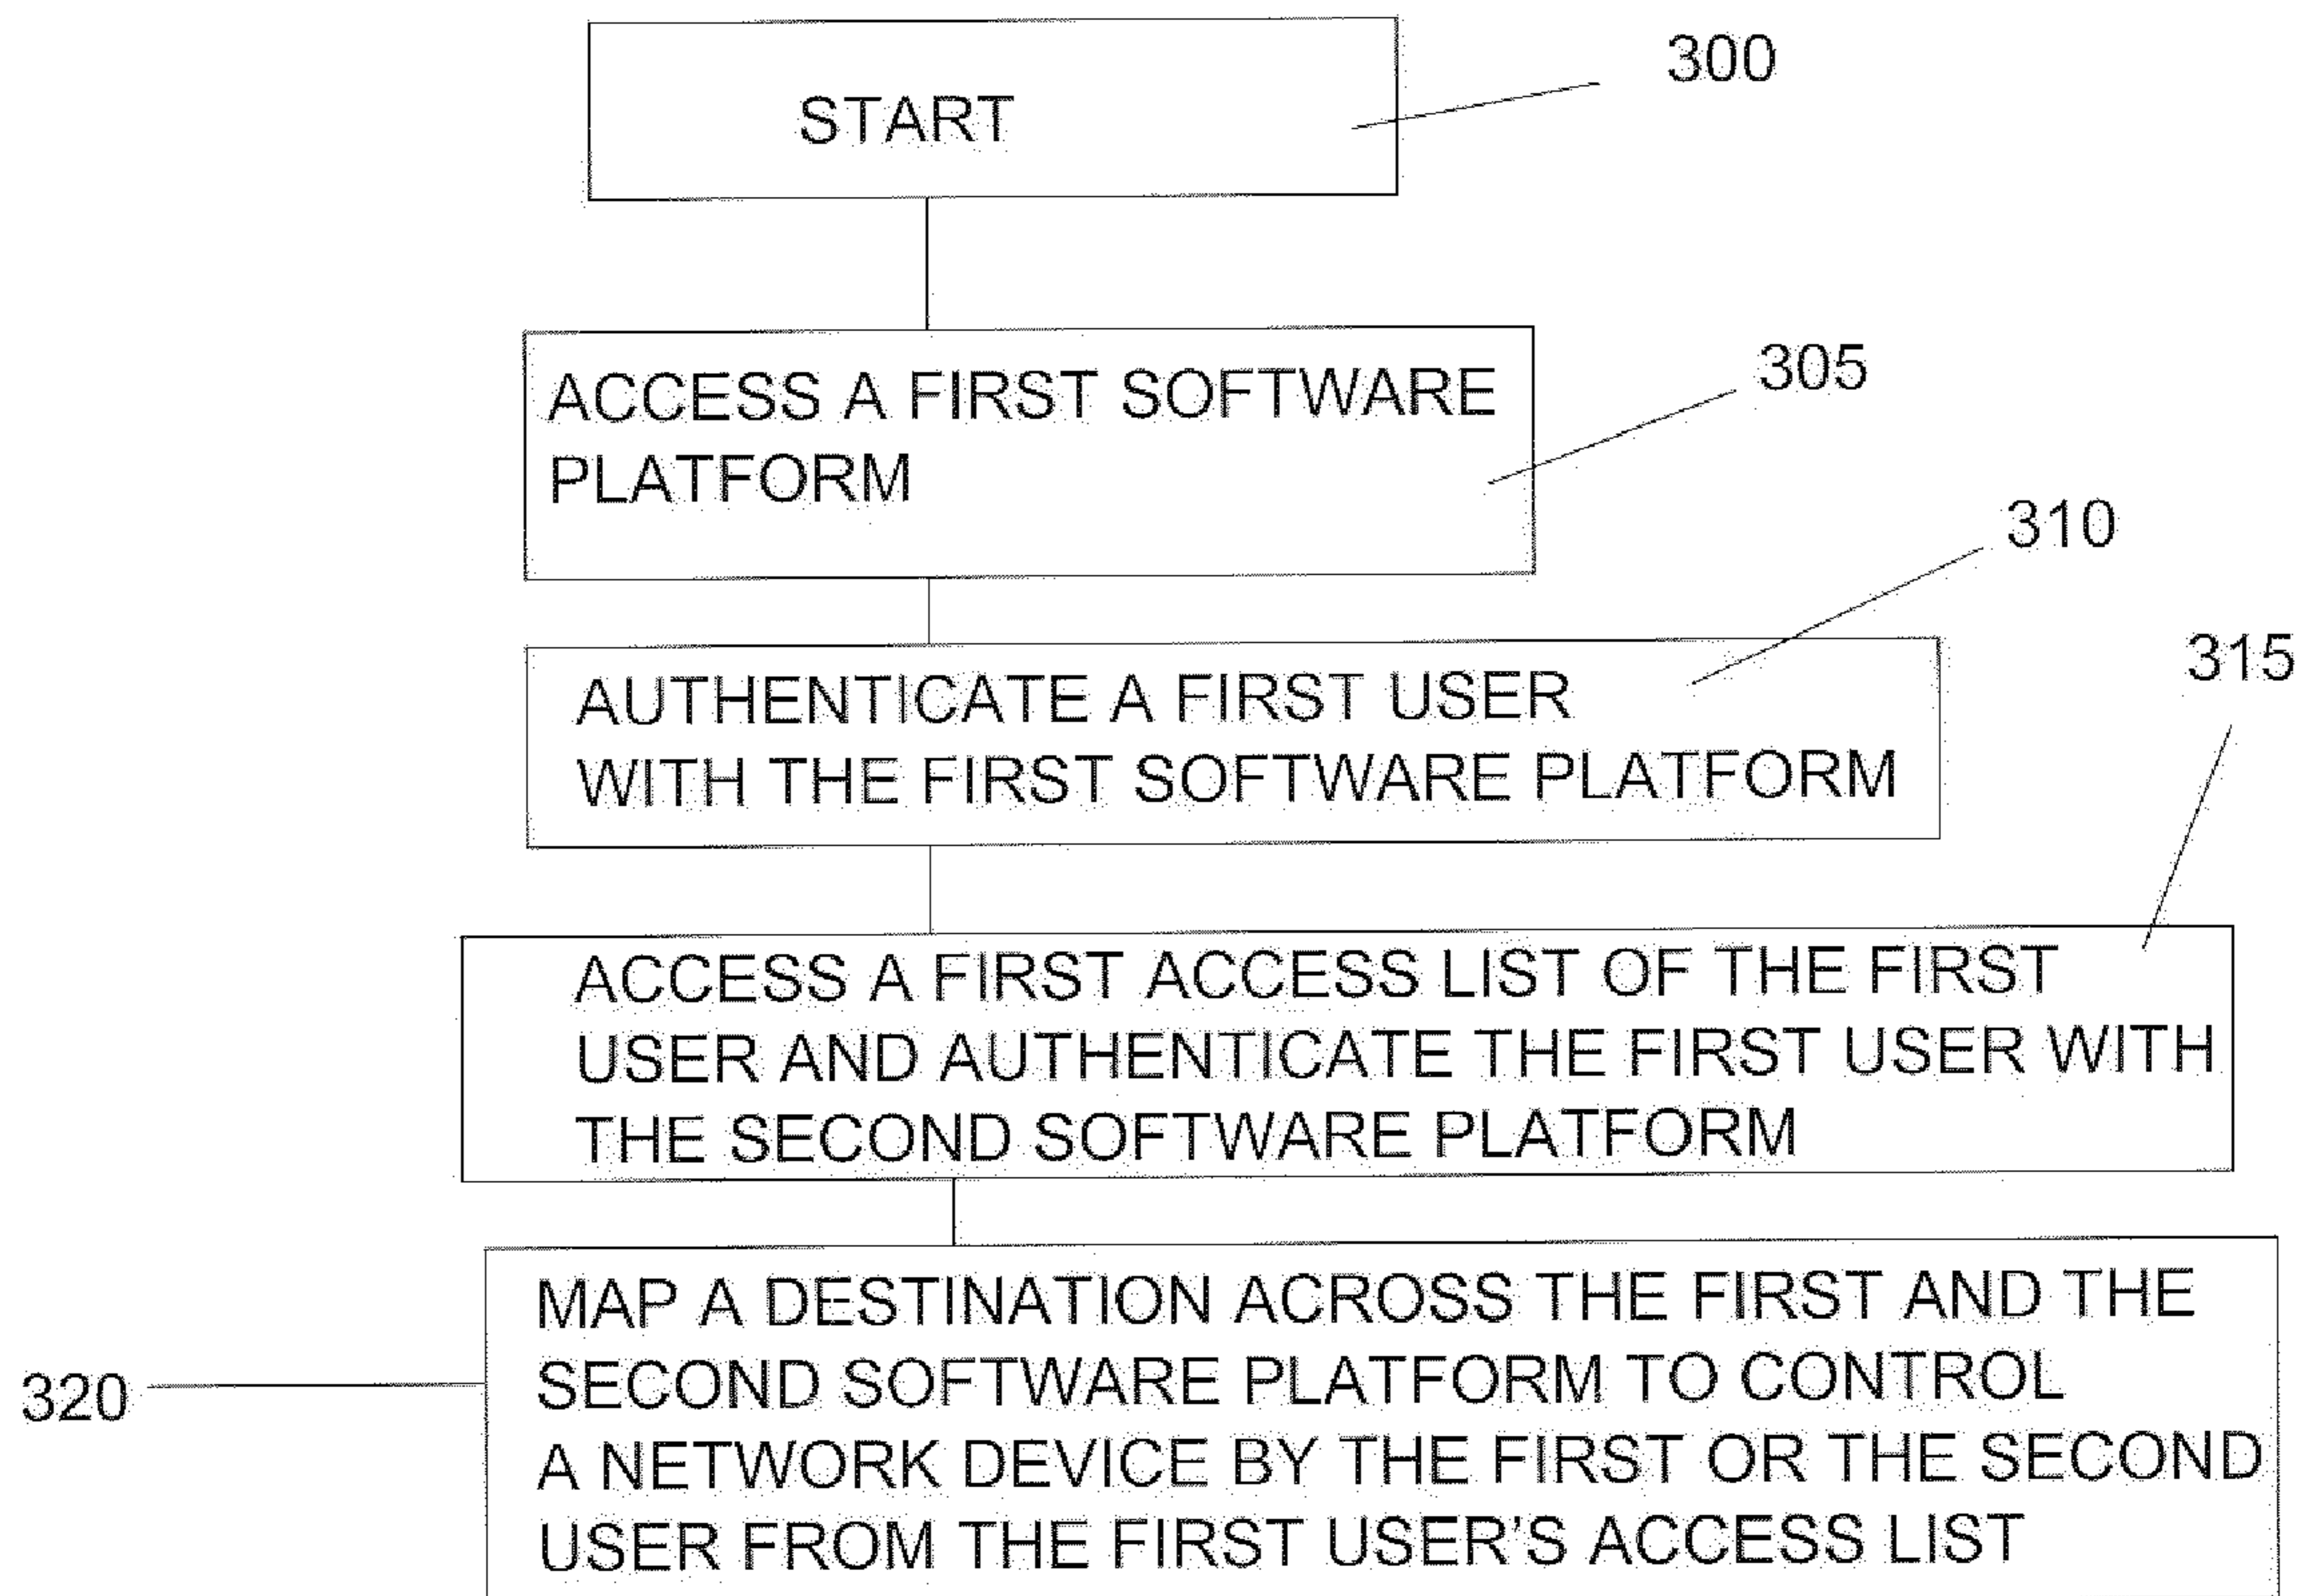 START
300
ACCESS A FIRST SOFTWARE
PLATFORM
305
310
AUTHENTICATE A FIRST USER
WITH THE FIRST SOFTWARE PLATFORM
315
ACCESS A FIRST ACCESS LIST OF THE FIRST
USER AND AUTHENTICATE THE FIRST USER WITH
THE SECOND SOFTWARE PLATFORM
320
MAP A DESTINATION ACROSS THE FIRST AND THE
SECOND SOFTWARE PLATFORM TO CONTROL
A NETWORK DEVICE BY THE FIRST OR THE SECOND
USER FROM THE FIRST USER'S ACCESS LIST